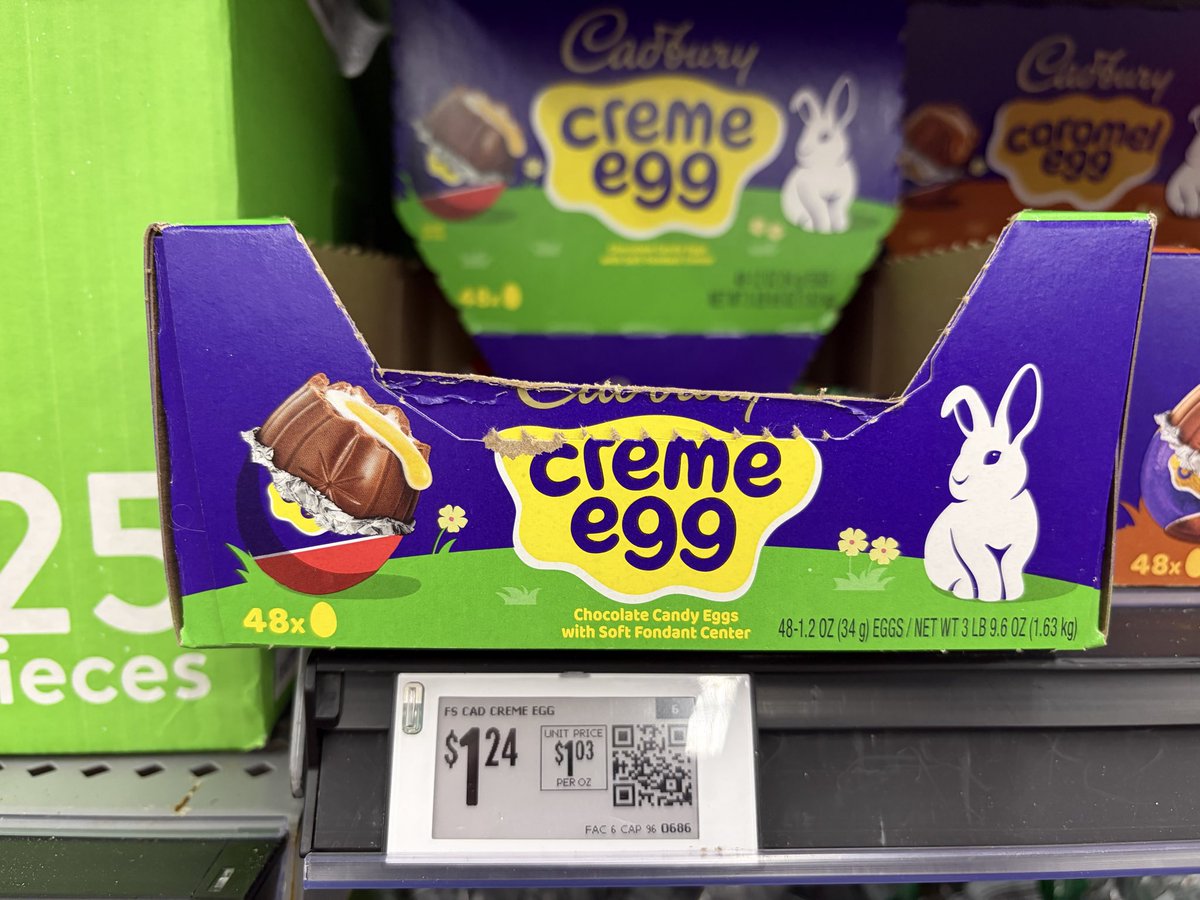 Cadbury
creme
egg
48x
Cadbury
caramel
egg
25
ieces
creme
egg
48x
Chocolate Candy Eggs
with Soft Fondant Center
48-1.2 OZ (34 g) EGGS / NET WT 3 LB 9.6 OZ (1.63 kg)
48x
FS CAD CREME EGG
6
$1.24
UNIT PRICE
$1.03
PER OZ
FAC 6 CAP 96 0686